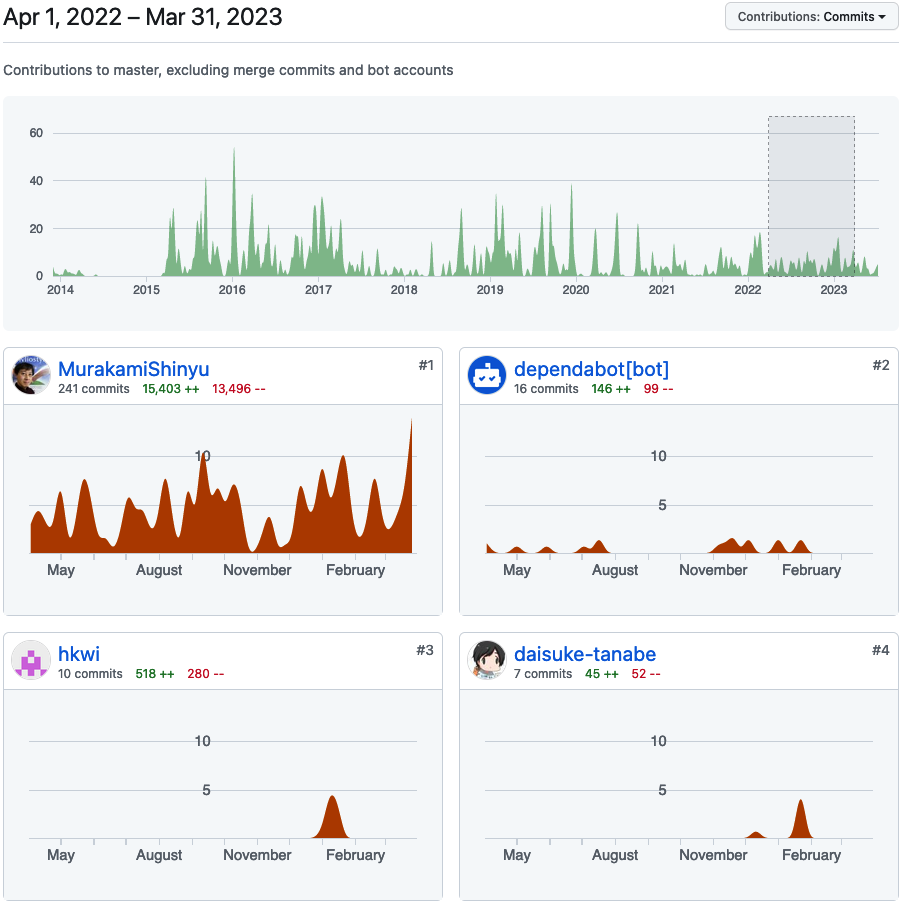 Apr 1, 2022 – Mar 31, 2023
Contributions: Commits
Contributions to master, excluding merge commits and bot accounts
60
40
20
0
2014 2015 2016 2017 2018 2019 2020 2021 2022 2023
MurakamiShinyu #1
241 commits 15,403 ++ 13,496 --
10
May August November February
dependabot[bot] #2
16 commits 146 ++ 99 --
10
5
May August November February
hkwi #3
10 commits 518 ++ 280 --
10
5
May August November February
daisuke-tanabe #4
7 commits 45 ++ 52 --
10
5
May August November February